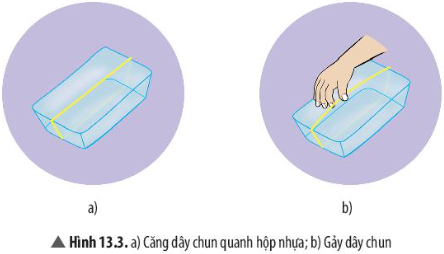 a)
b)
▲ Hình 13.3. a) Căng dây chun quanh hộp nhựa; b) Gảy dây chun